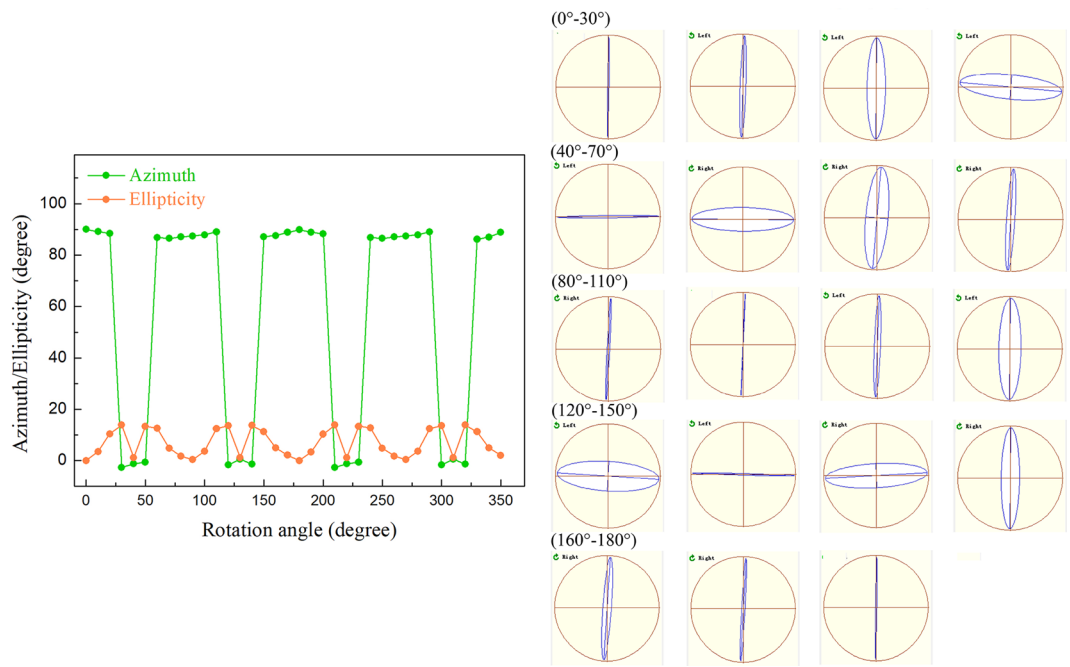 Azimuth
Ellipticity
Azimuth/Ellipticity (degree)
100
80
60
40
20
0
0
50
100
150
200
250
300
350
Rotation angle (degree)
(0°-30°)
Left
Left
(40°-70°)
Left
Right
Right
Right
(80°-110°)
Right
Left
Left
(120°-150°)
Left
Left
Right
Right
(160°-180°)
Right
Right